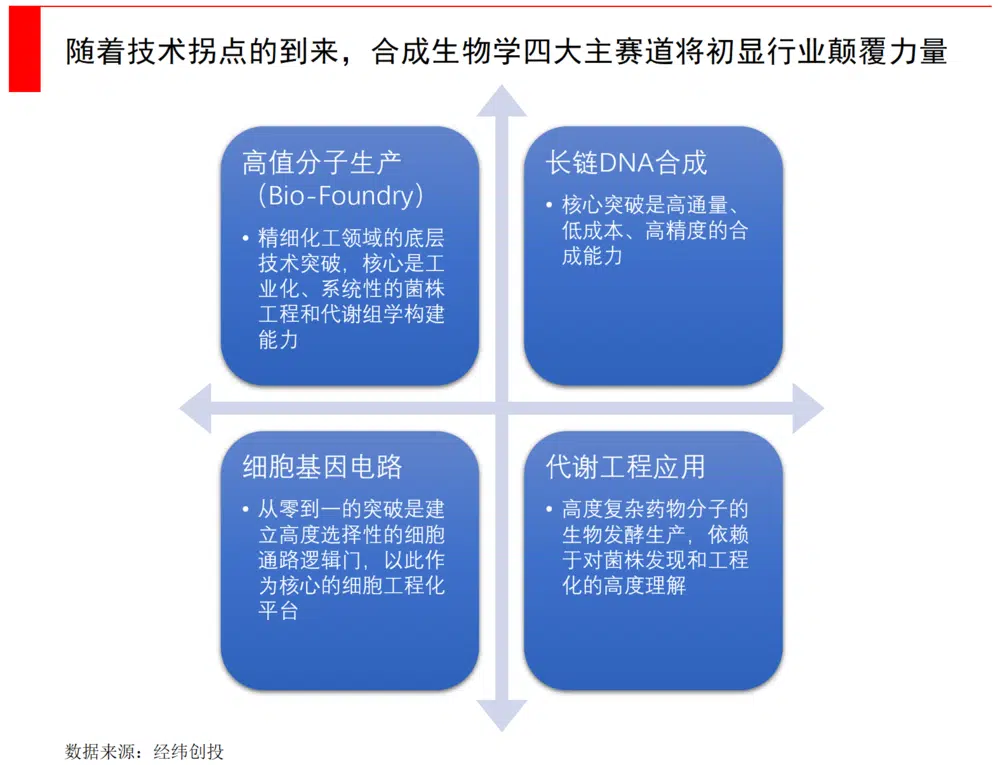 随着技术拐点的到来，合成生物学四大主赛道将初显行业颠覆力量
高值分子生产
（Bio-Foundry）
• 精细化工领域的底层
技术突破，核心是工
业化、系统性的菌株
工程和代谢组学构建
能力
长链DNA合成
• 核心突破是高通量、
低成本、高精度的合
成能力
细胞基因电路
• 从零到一的突破是建
立高度选择性的细胞
通路逻辑门，以此作
为核心的细胞工程化
平台
代谢工程应用
• 高度复杂药物分子的
生物发酵生产，依赖
于对菌株发现和工程
化的高度理解
数据来源：经纬创投